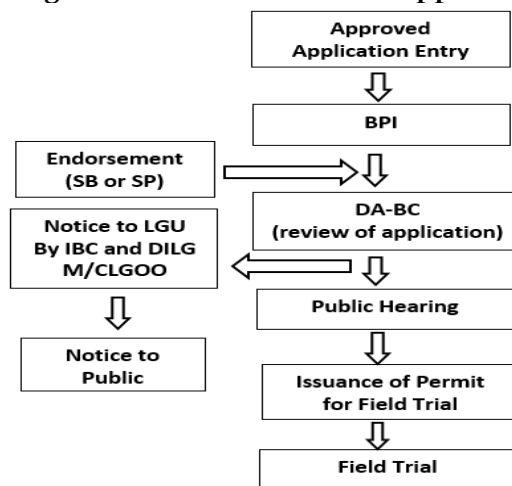 Approved
Application Entry
BPI
Endorsement
(SB or SP)
DA-BC
(review of application)
Notice to LGU
By IBC and DILG
M/CLGOO
Public Hearing
Notice to
Public
Issuance of Permit
for Field Trial
Field Trial